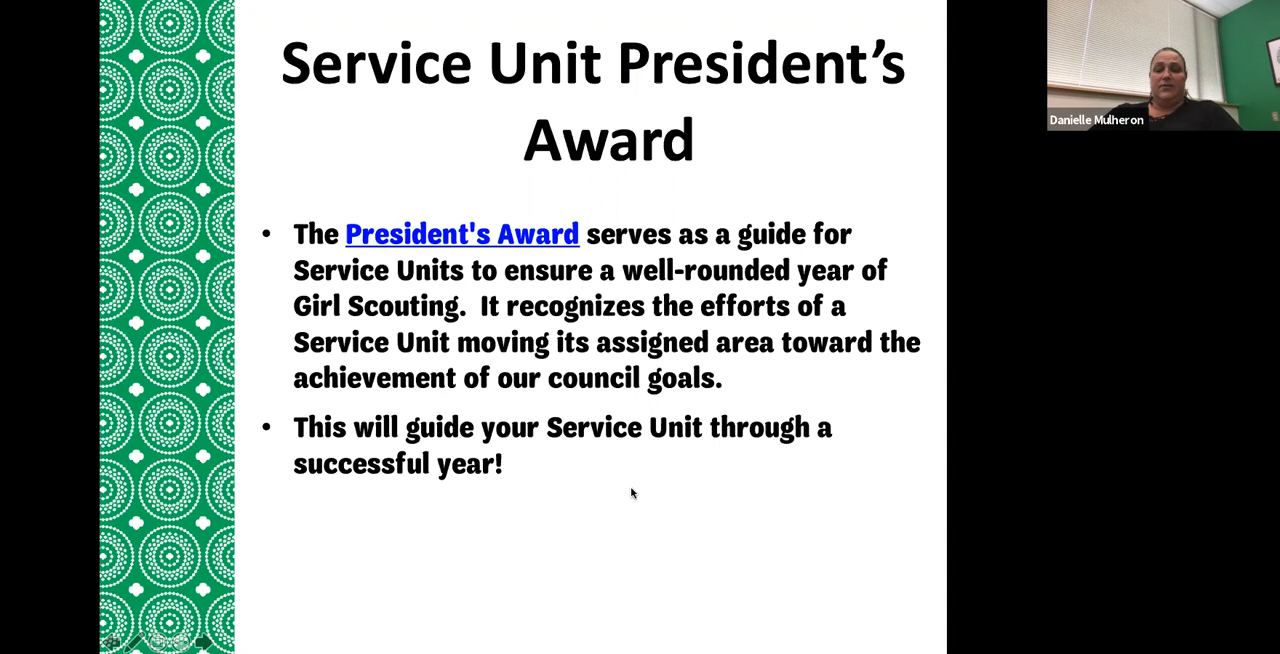 Service Unit President’s
Award
• The President's Award serves as a guide for
Service Units to ensure a well-rounded year of
Girl Scouting.  It recognizes the efforts of a
Service Unit moving its assigned area toward the
achievement of our council goals.
• This will guide your Service Unit through a
successful year!
Danielle Mulheron